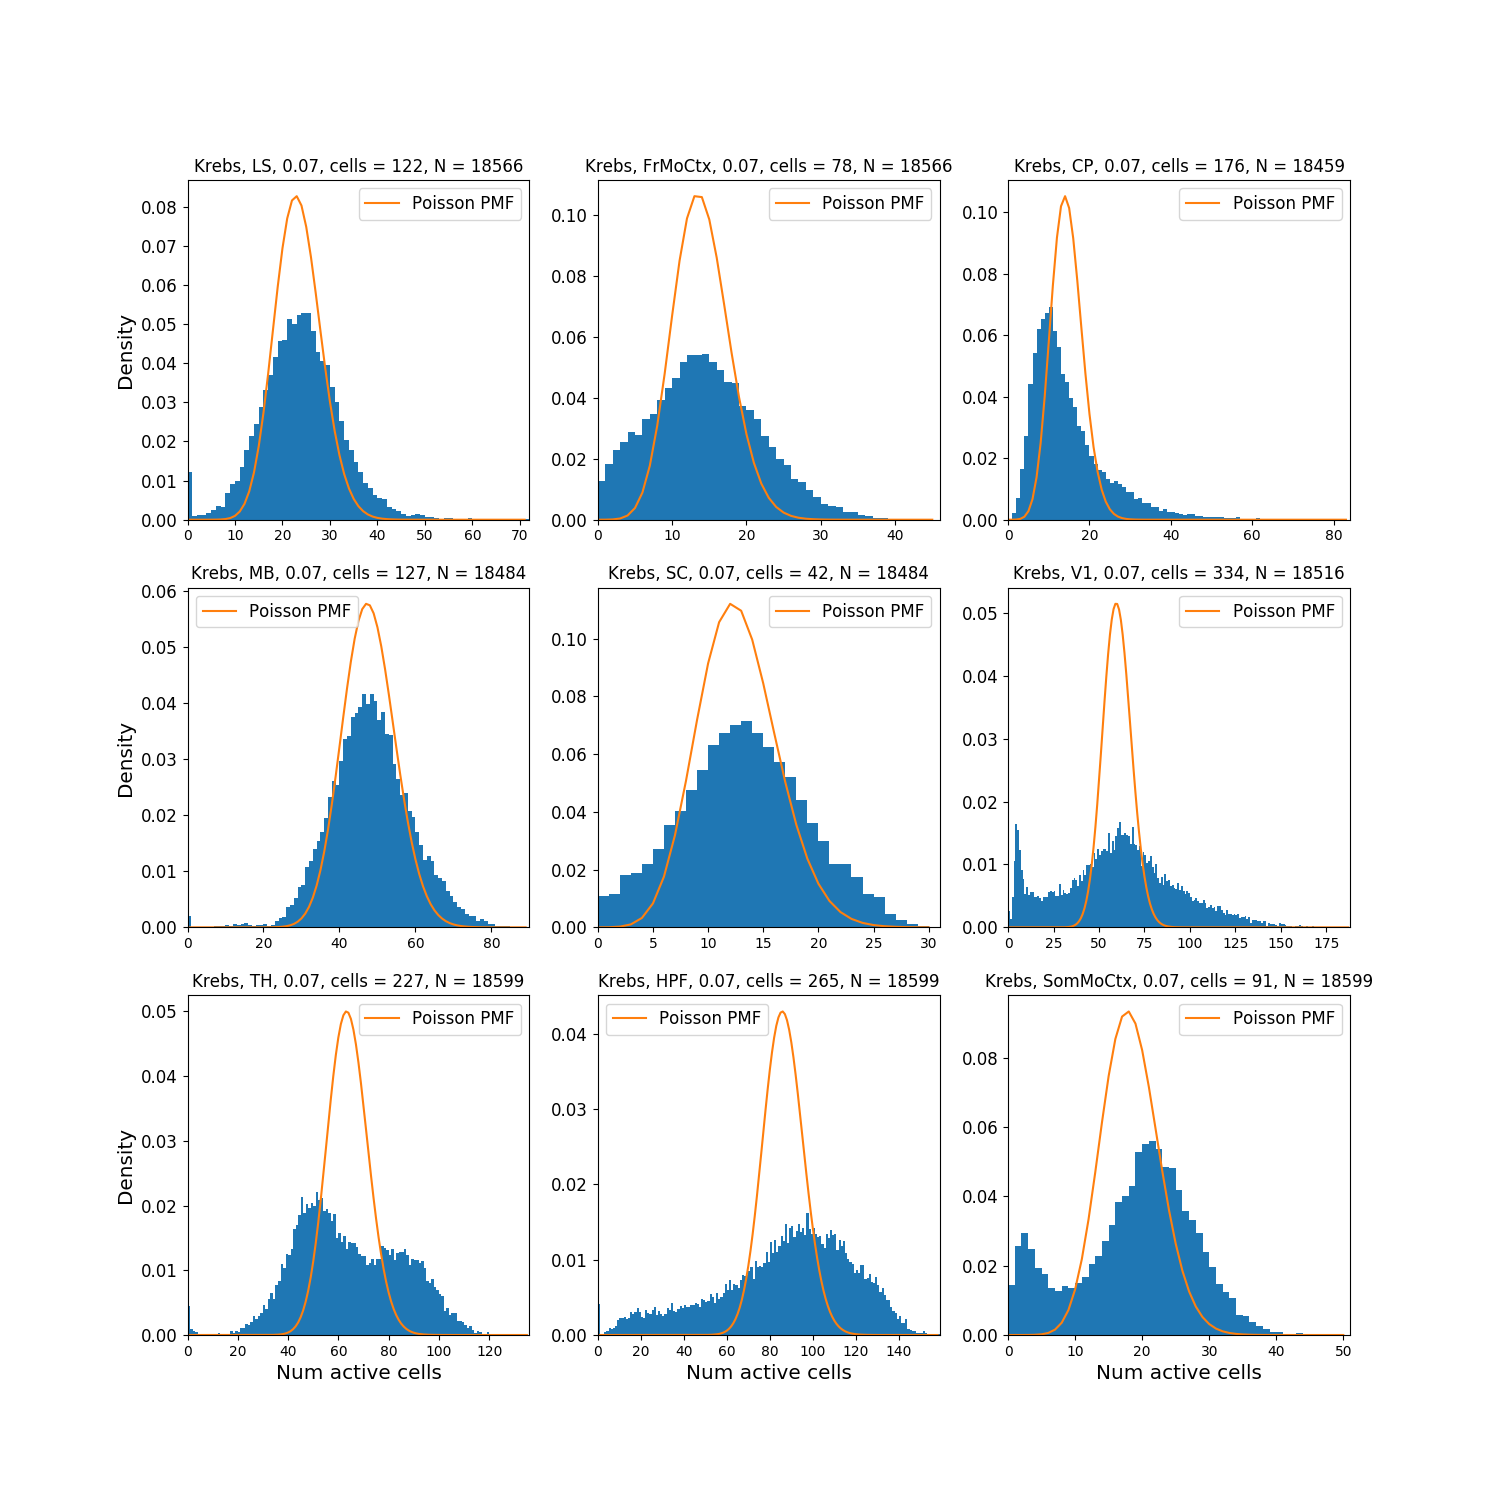 Krebs, LS, 0.07, cells = 122, N = 18566
Krebs, FrMoCtx, 0.07, cells = 78, N = 18566
Krebs, CP, 0.07, cells = 176, N = 18459
Poisson PMF
Poisson PMF
Poisson PMF
Density
0.08
0.07
0.06
0.05
0.04
0.03
0.02
0.01
0.00
0 10 20 30 40 50 60 70
0.10
0.08
0.06
0.04
0.02
0.00
0 10 20 30 40
0.10
0.08
0.06
0.04
0.02
0.00
0 20 40 60 80
Krebs, MB, 0.07, cells = 127, N = 18484
Krebs, SC, 0.07, cells = 42, N = 18484
Krebs, V1, 0.07, cells = 334, N = 18516
Poisson PMF
Poisson PMF
Poisson PMF
Density
0.06
0.05
0.04
0.03
0.02
0.01
0.00
0 20 40 60 80
0.10
0.08
0.06
0.04
0.02
0.00
0 5 10 15 20 25 30
0.05
0.04
0.03
0.02
0.01
0.00
0 25 50 75 100 125 150 175
Krebs, TH, 0.07, cells = 227, N = 18599
Krebs, HPF, 0.07, cells = 265, N = 18599
Krebs, SomMoCtx, 0.07, cells = 91, N = 18599
Poisson PMF
Poisson PMF
Poisson PMF
Density
0.05
0.04
0.03
0.02
0.01
0.00
0 20 40 60 80 100 120
Num active cells
0.04
0.03
0.02
0.01
0.00
0 20 40 60 80 100 120 140
Num active cells
0.08
0.06
0.04
0.02
0.00
0 10 20 30 40 50
Num active cells